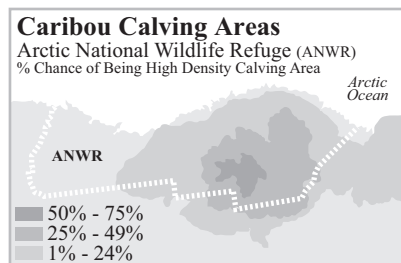 Caribou Calving Areas
Arctic National Wildlife Refuge (ANWR)
% Chance of Being High Density Calving Area
Arctic
Ocean
ANWR
50% - 75%
25% - 49%
1% - 24%